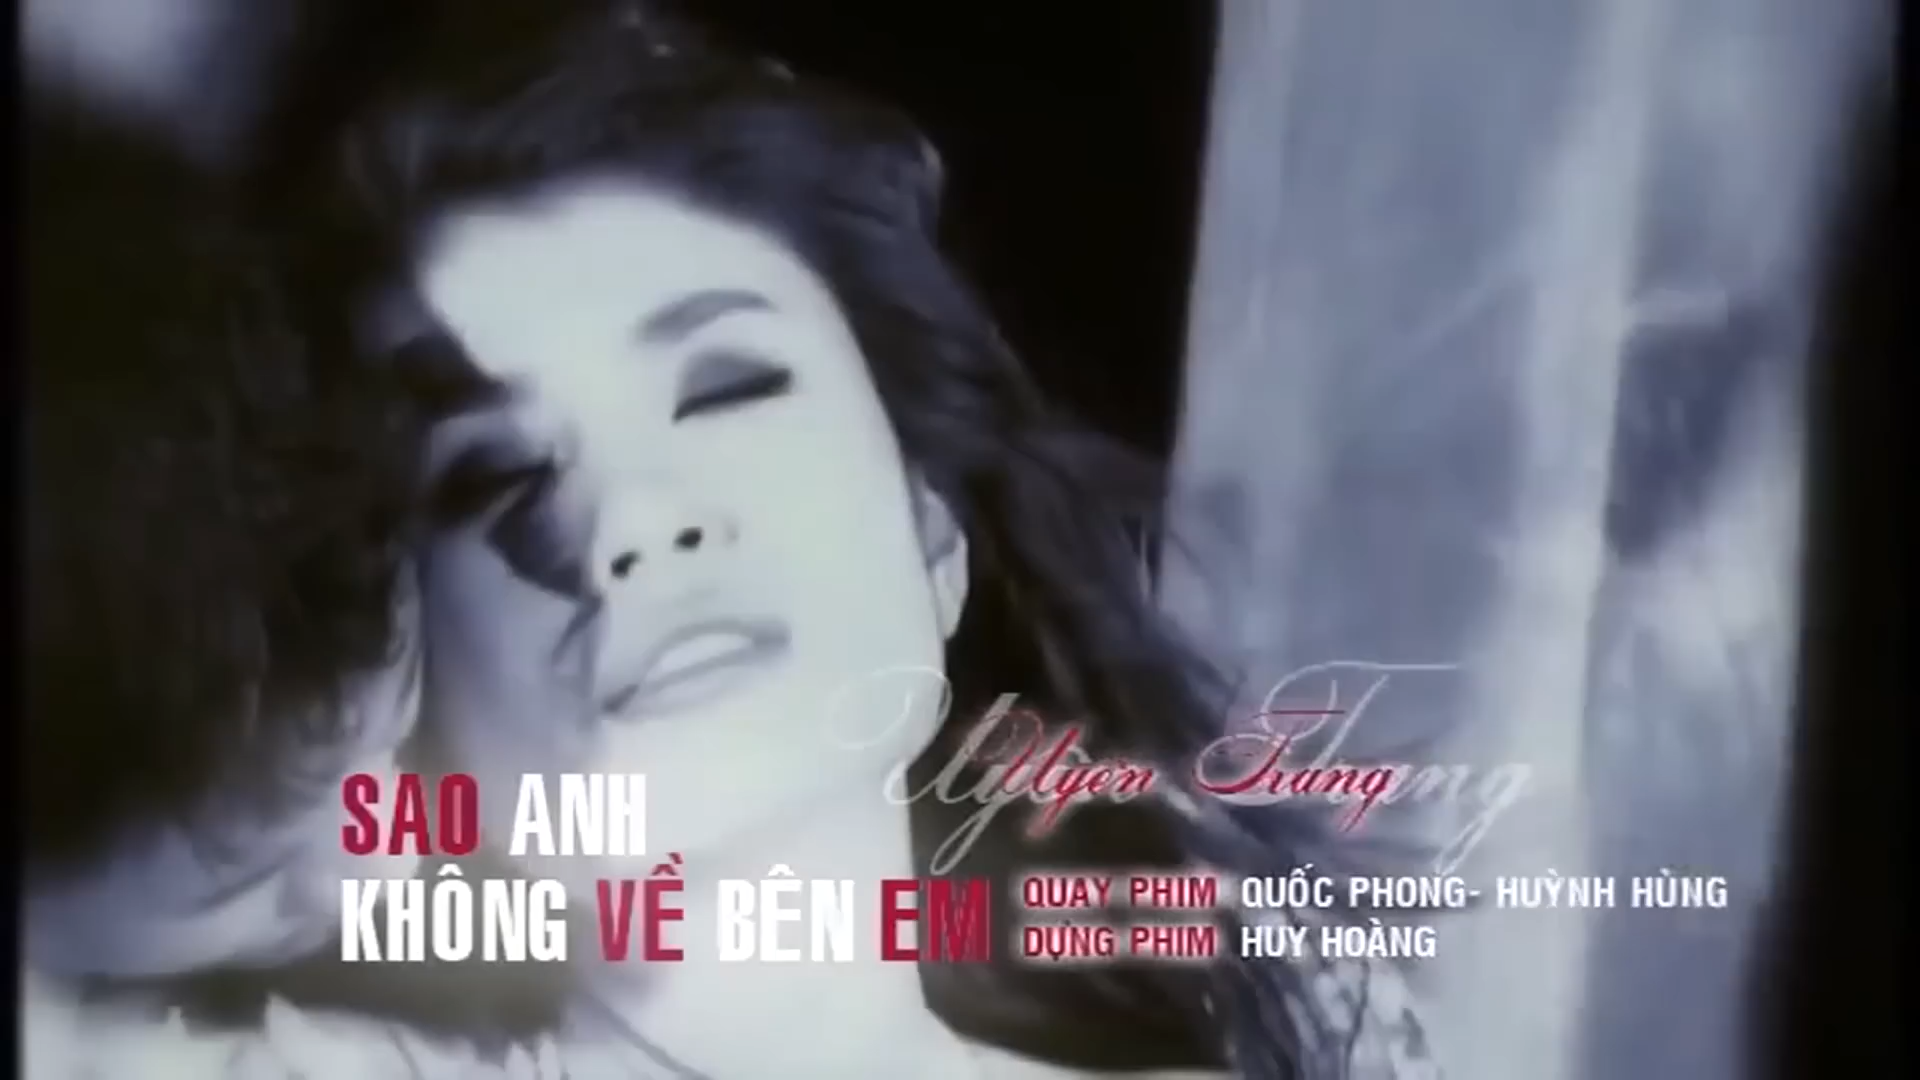 Uyên Trang
SAO ANH
KHÔNG VỀ BÊN EM
QUAY PHIM QUỐC PHONG- HUỲNH HÙNG
DỰNG PHIM HUY HOÀNG